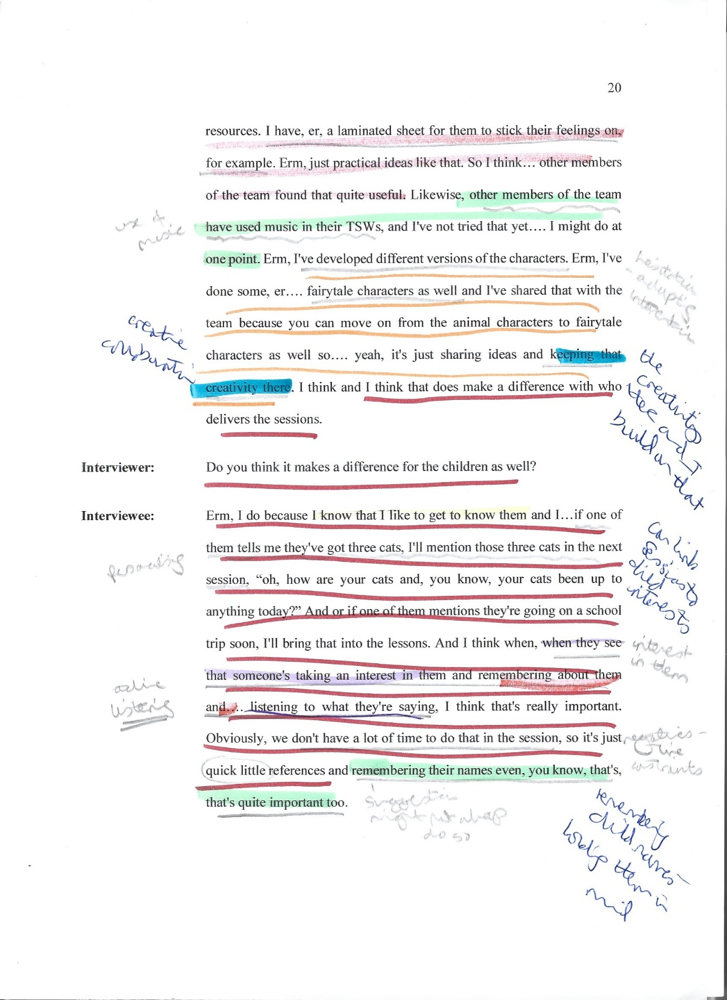 20
resources. I have, er, a laminated sheet for them to stick their feelings on,
for example. Erm, just practical ideas like that. So I think… other members
of the team found that quite useful. Likewise, other members of the team
use of
music
have used music in their TSWs, and I've not tried that yet…. I might do at
one point. Erm, I've developed different versions of the characters. Erm, I've
done some, er…. fairytale characters as well and I've shared that with the
team because you can move on from the animal characters to fairytale
creative
characters as well so…. yeah, it's just sharing ideas and keeping that
creativity there. I think and I think that does make a difference with who
the
creativity
and I
build on that
delivers the sessions.
Interviewer: Do you think it makes a difference for the children as well?
Interviewee: Erm, I do because I know that I like to get to know them and I…if one of
them tells me they've got three cats, I'll mention those three cats in the next
can link
sessions to
child
interests
personalising
session, “oh, how are your cats and, you know, your cats been up to
anything today?” And or if one of them mentions they're going on a school
trip soon, I'll bring that into the lessons. And I think when, when they see
interest
in them
that someone's taking an interest in them and remembering about them
active
listening
and…. listening to what they're saying, I think that's really important.
Obviously, we don't have a lot of time to do that in the session, so it's just
time
constraints
quick little references and remembering their names even, you know, that's,
that's quite important too.
suggestion
might not always
do so
remembering
child names
holding them in
mind